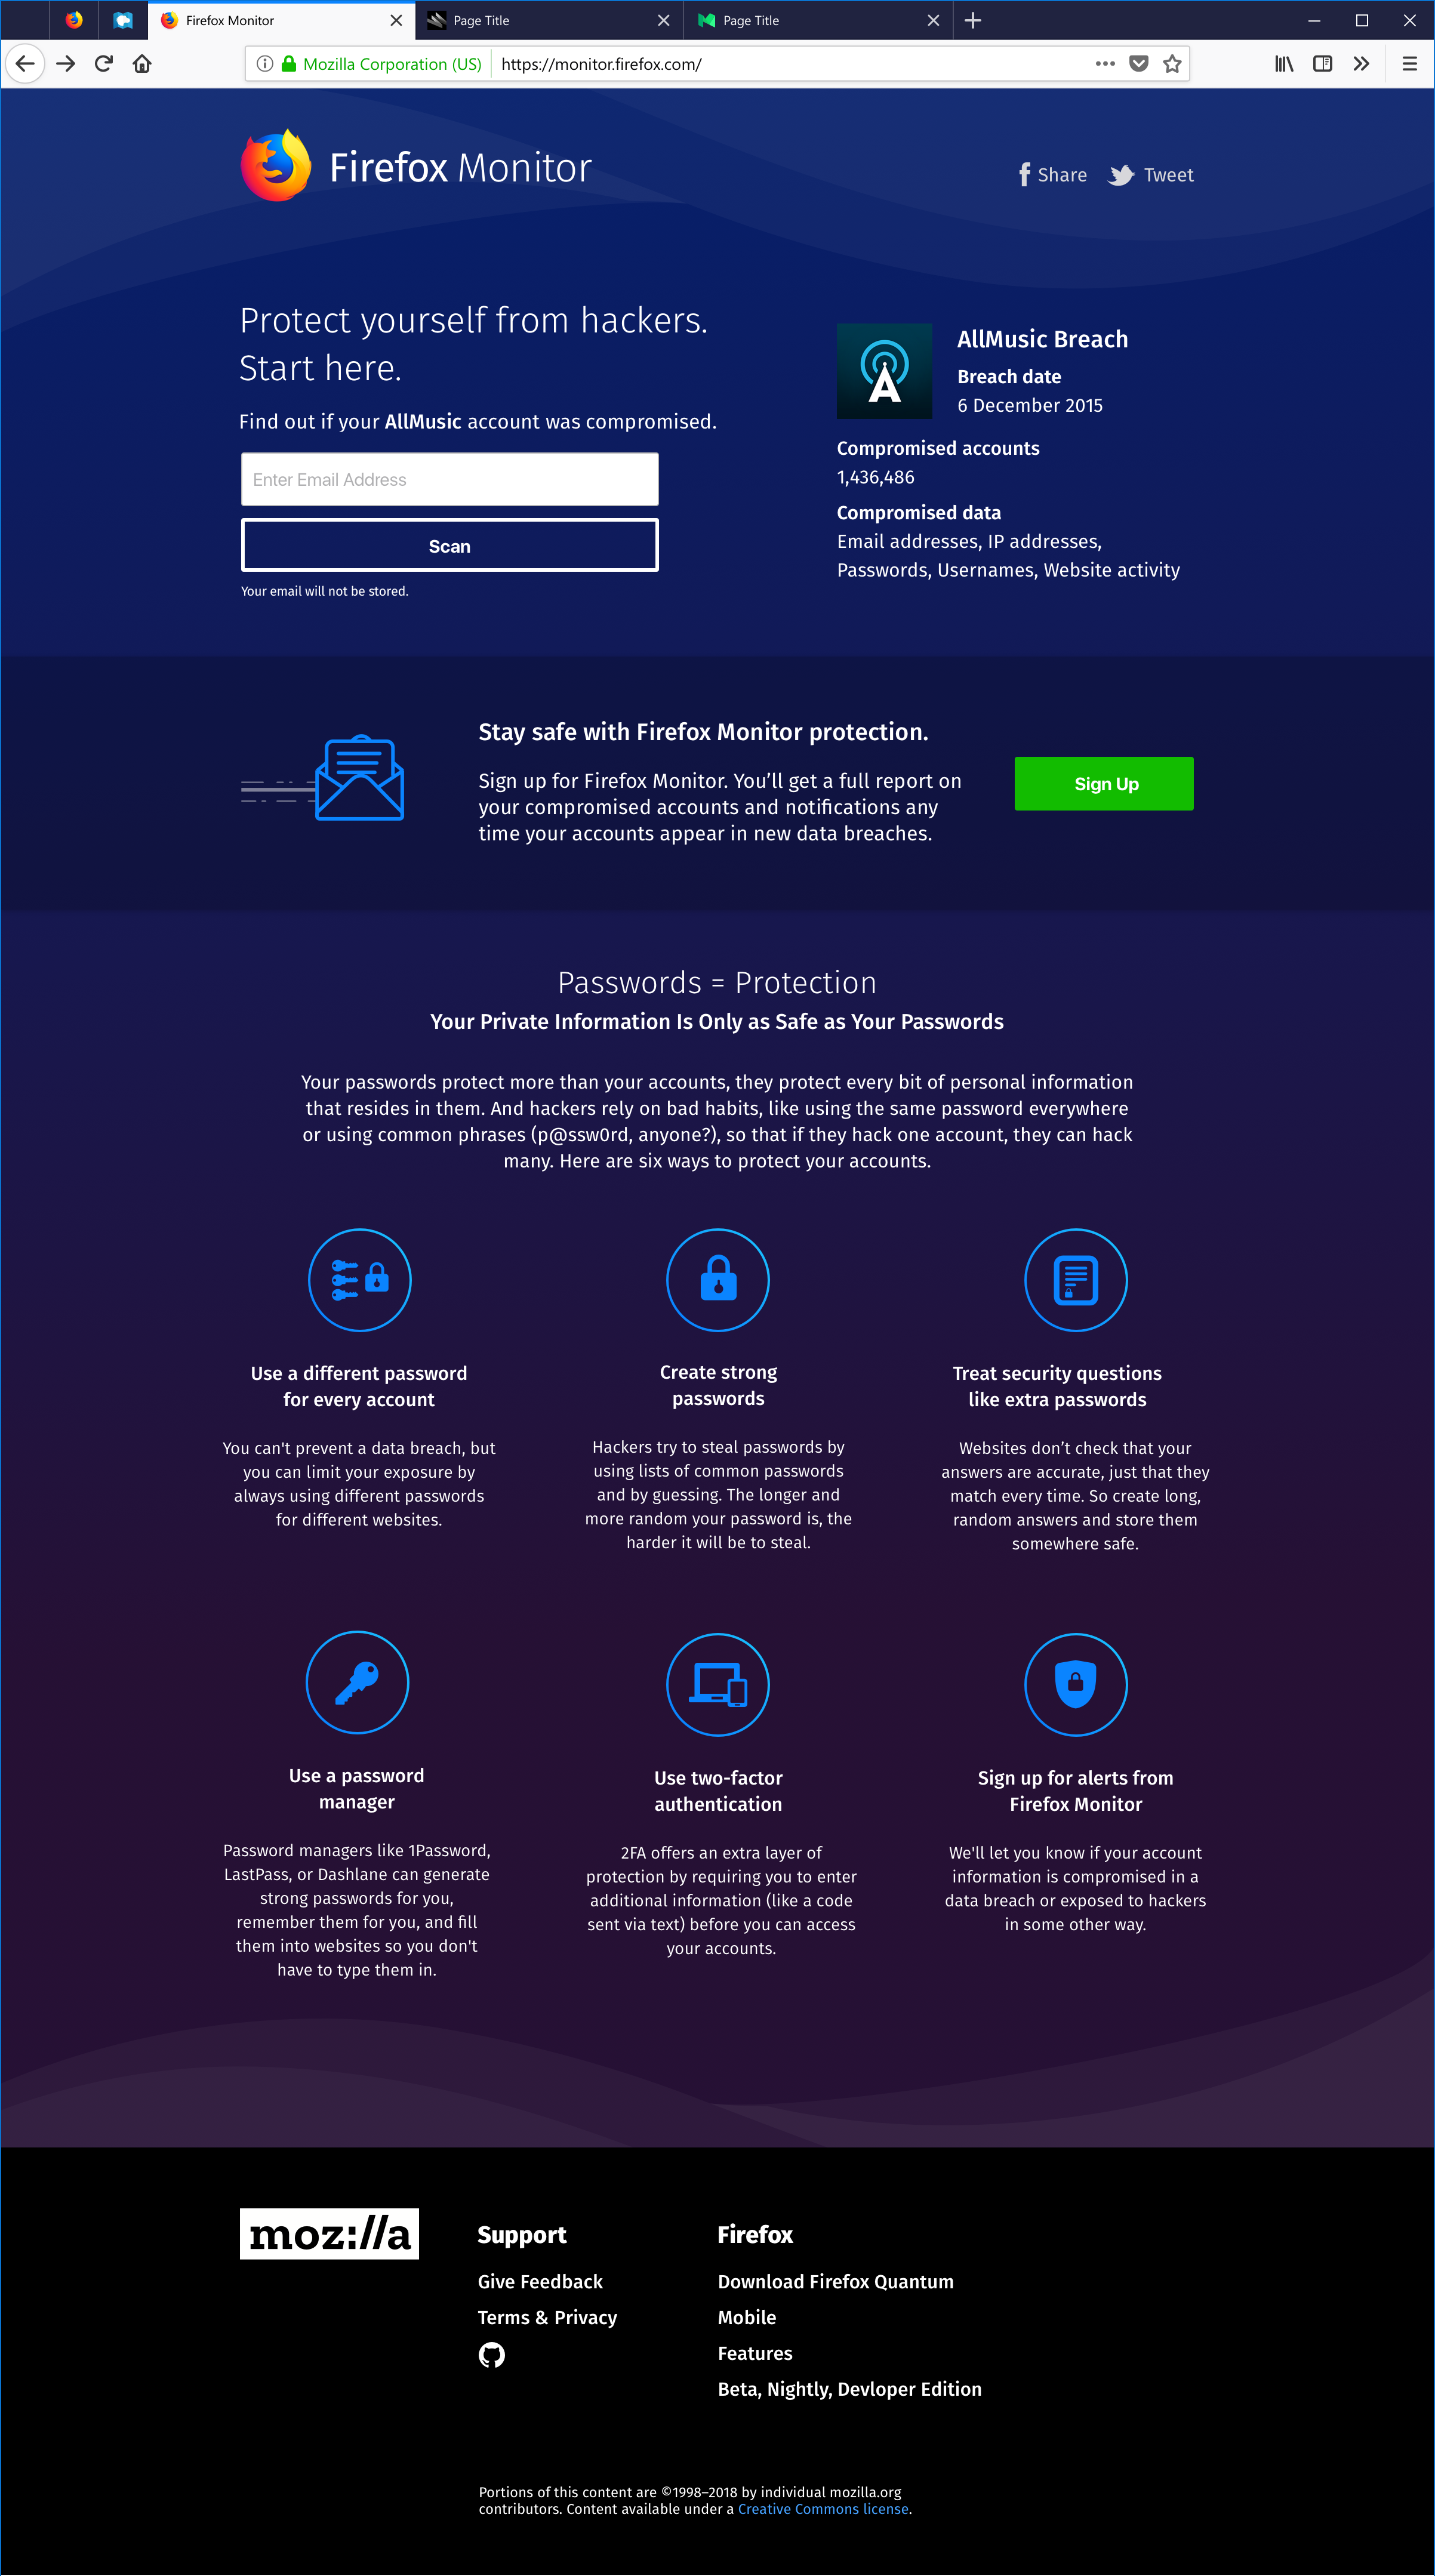 Firefox Monitor
Page Title
Page Title
Mozilla Corporation (US)
https://monitor.firefox.com/
Firefox Monitor
Share
Tweet
Protect yourself from hackers.
Start here.
Find out if your AllMusic account was compromised.
Enter Email Address
Scan
Your email will not be stored.
A
AllMusic Breach
Breach date
6 December 2015
Compromised accounts
1,436,486
Compromised data
Email addresses, IP addresses,
Passwords, Usernames, Website activity
Stay safe with Firefox Monitor protection.
Sign up for Firefox Monitor. You’ll get a full report on
your compromised accounts and notifications any
time your accounts appear in new data breaches.
Sign Up
Passwords = Protection
Your Private Information Is Only as Safe as Your Passwords
Your passwords protect more than your accounts, they protect every bit of personal information
that resides in them. And hackers rely on bad habits, like using the same password everywhere
or using common phrases (p@ssw0rd, anyone?), so that if they hack one account, they can hack
many. Here are six ways to protect your accounts.
Use a different password
for every account
You can't prevent a data breach, but
you can limit your exposure by
always using different passwords
for different websites.
Create strong
passwords
Hackers try to steal passwords by
using lists of common passwords
and by guessing. The longer and
more random your password is, the
harder it will be to steal.
Treat security questions
like extra passwords
Websites don’t check that your
answers are accurate, just that they
match every time. So create long,
random answers and store them
somewhere safe.
Use a password
manager
Password managers like 1Password,
LastPass, or Dashlane can generate
strong passwords for you,
remember them for you, and fill
them into websites so you don't
have to type them in.
Use two-factor
authentication
2FA offers an extra layer of
protection by requiring you to enter
additional information (like a code
sent via text) before you can access
your accounts.
Sign up for alerts from
Firefox Monitor
We'll let you know if your account
information is compromised in a
data breach or exposed to hackers
in some other way.
moz://a
Support
Give Feedback
Terms & Privacy
Firefox
Download Firefox Quantum
Mobile
Features
Beta, Nightly, Devloper Edition
Portions of this content are ©1998–2018 by individual mozilla.org
contributors. Content available under a Creative Commons license.